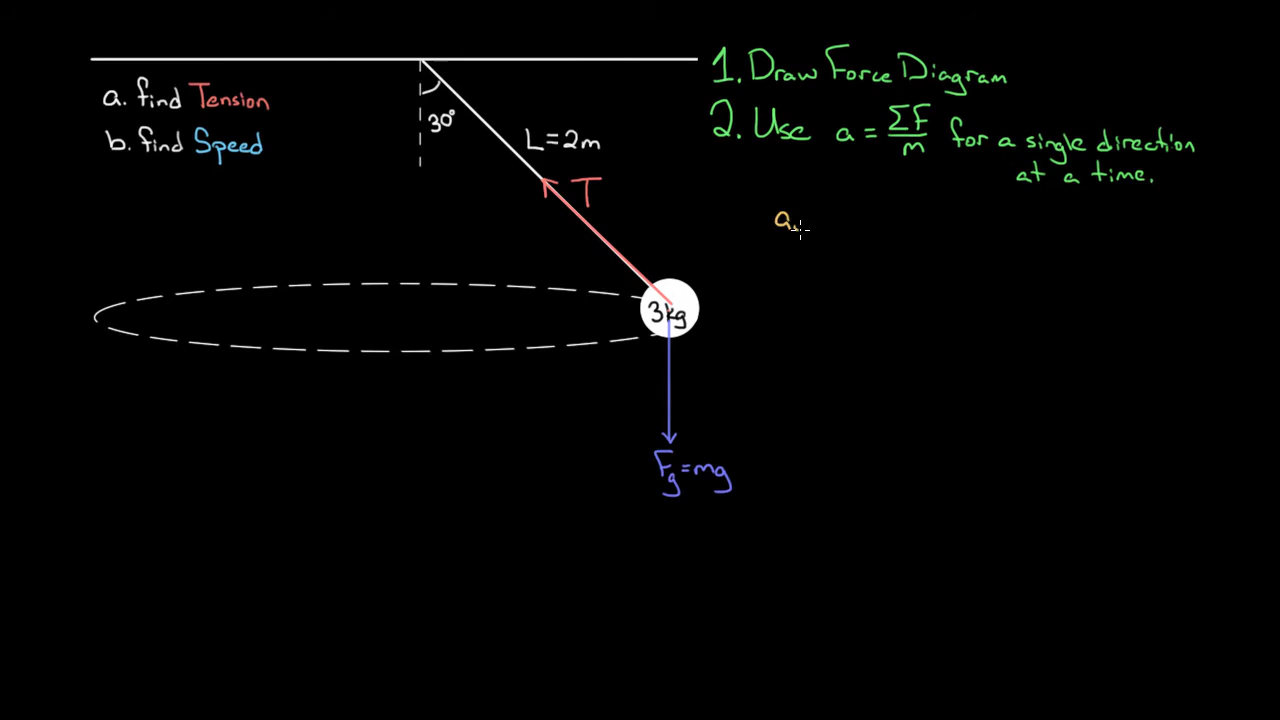 1. Draw Force Diagram
a. find Tension
2. Use a = ΣF/m for a single direction
at a time.
b. find Speed
30°
L=2m
T
a
3kg
Fg=mg